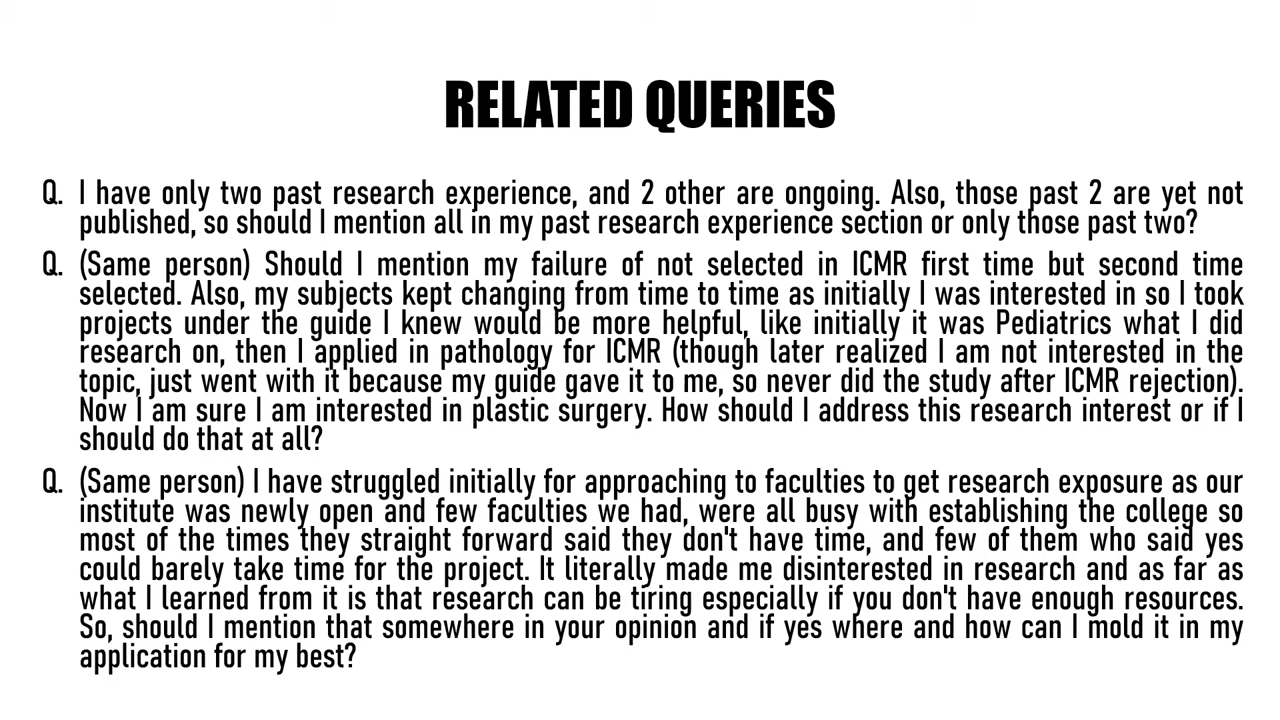 RELATED QUERIES
Q. I have only two past research experience, and 2 other are ongoing. Also, those past 2 are yet not
published, so should I mention all in my past research experience section or only those past two?
Q. (Same person) Should I mention my failure of not selected in ICMR first time but second time
selected. Also, my subjects kept changing from time to time as initially I was interested in so I took
projects under the guide I knew would be more helpful, like initially it was Pediatrics what I did
research on, then I applied in pathology for ICMR (though later realized I am not interested in the
topic, just went with it because my guide gave it to me, so never did the study after ICMR rejection).
Now I am sure I am interested in plastic surgery. How should I address this research interest or if I
should do that at all?
Q. (Same person) I have struggled initially for approaching to faculties to get research exposure as our
institute was newly open and few faculties we had, were all busy with establishing the college so
most of the times they straight forward said they don't have time, and few of them who said yes
could barely take time for the project. It literally made me disinterested in research and as far as
what I learned from it is that research can be tiring especially if you don't have enough resources.
So, should I mention that somewhere in your opinion and if yes where and how can I mold it in my
application for my best?